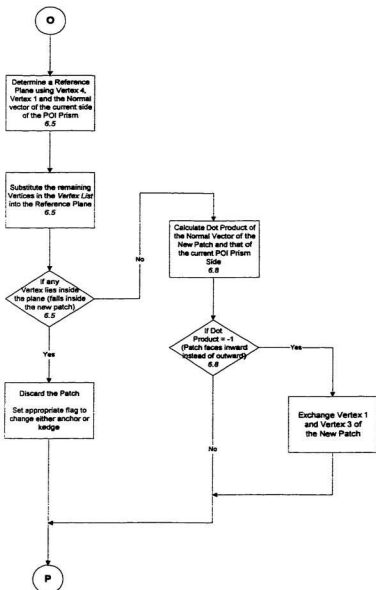 O
Determine a Reference
Plane using Vertex 4,
Vertex 1 and the Normal
vector of the current side
of the POI Prism
6.5
Substitute the remaining
Vertices in the Vertex List
into the Reference Plane
6.5
No
Calculate Dot Product of
the Normal Vector of the
New Patch and that of
the current POI Prism
Side
6.8
If any
Vertex lies inside
the plane (falls inside
the new patch)
6.5
If Dot
Product = -1
(Patch faces inward
instead of outward)
6.8
Yes
Yes
Discard the Patch
Set appropriate flag to
change either anchor or
kedge
Exchange Vertex 1
and Vertex 3 of
the New Patch
No
P